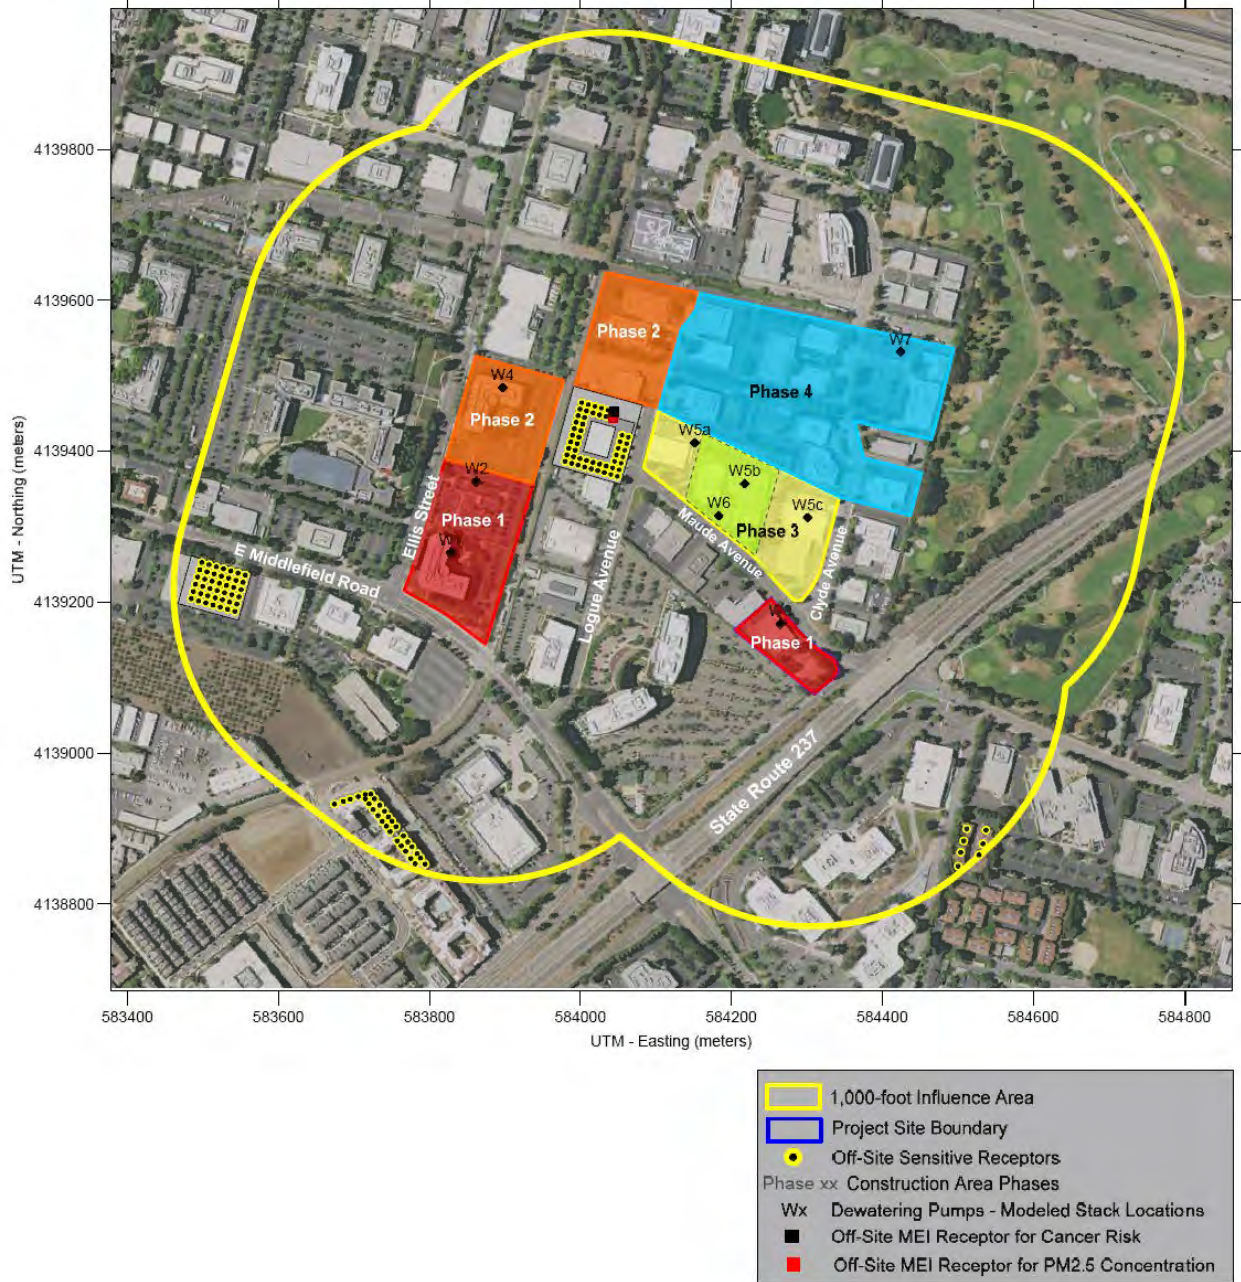 4139800
4139600
4139400
4139200
4139000
4138800
UTM - Northing (meters)
583400
583600
583800
584000
584200
584400
584600
584800
UTM - Easting (meters)
Phase 2
W7
Phase 4
W4
Phase 2
W5a
W2
W5b
Phase 1
W6
W5c
Phase 3
Ellis Street
E Middlefield Road
Logue Avenue
Maude Avenue
Clyde Avenue
Phase 1
State Route 237
1,000-foot Influence Area
Project Site Boundary
Off-Site Sensitive Receptors
Phase xx Construction Area Phases
Wx Dewatering Pumps - Modeled Stack Locations
Off-Site MEI Receptor for Cancer Risk
Off-Site MEI Receptor for PM2.5 Concentration